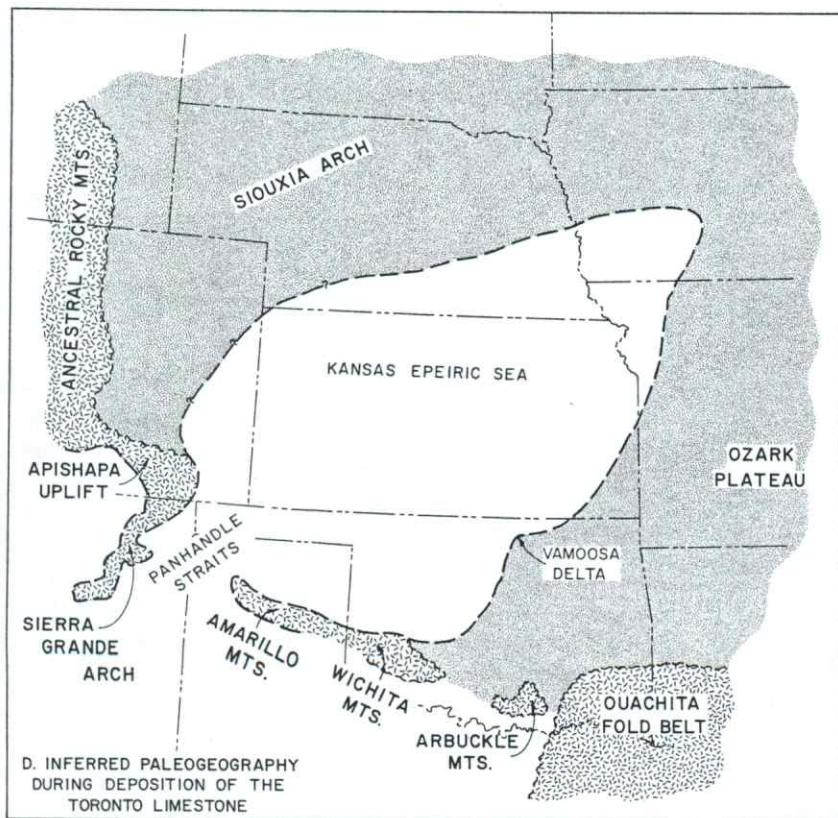 ANCESTRAL ROCKY MTS.
SIOUXIA ARCH
KANSAS EPEIRIC SEA
APISHAPA
UPLIFT
OZARK
PLATEAU
PANHANDLE
STRAITS
VAMOOSA
DELTA
SIERRA
GRANDE
ARCH
AMARILLO
MTS.
WICHITA
MTS.
ARBUCKLE
MTS.
OUACHITA
FOLD BELT
D. INFERRED PALEOGEOGRAPHY
DURING DEPOSITION OF THE
TORONTO LIMESTONE